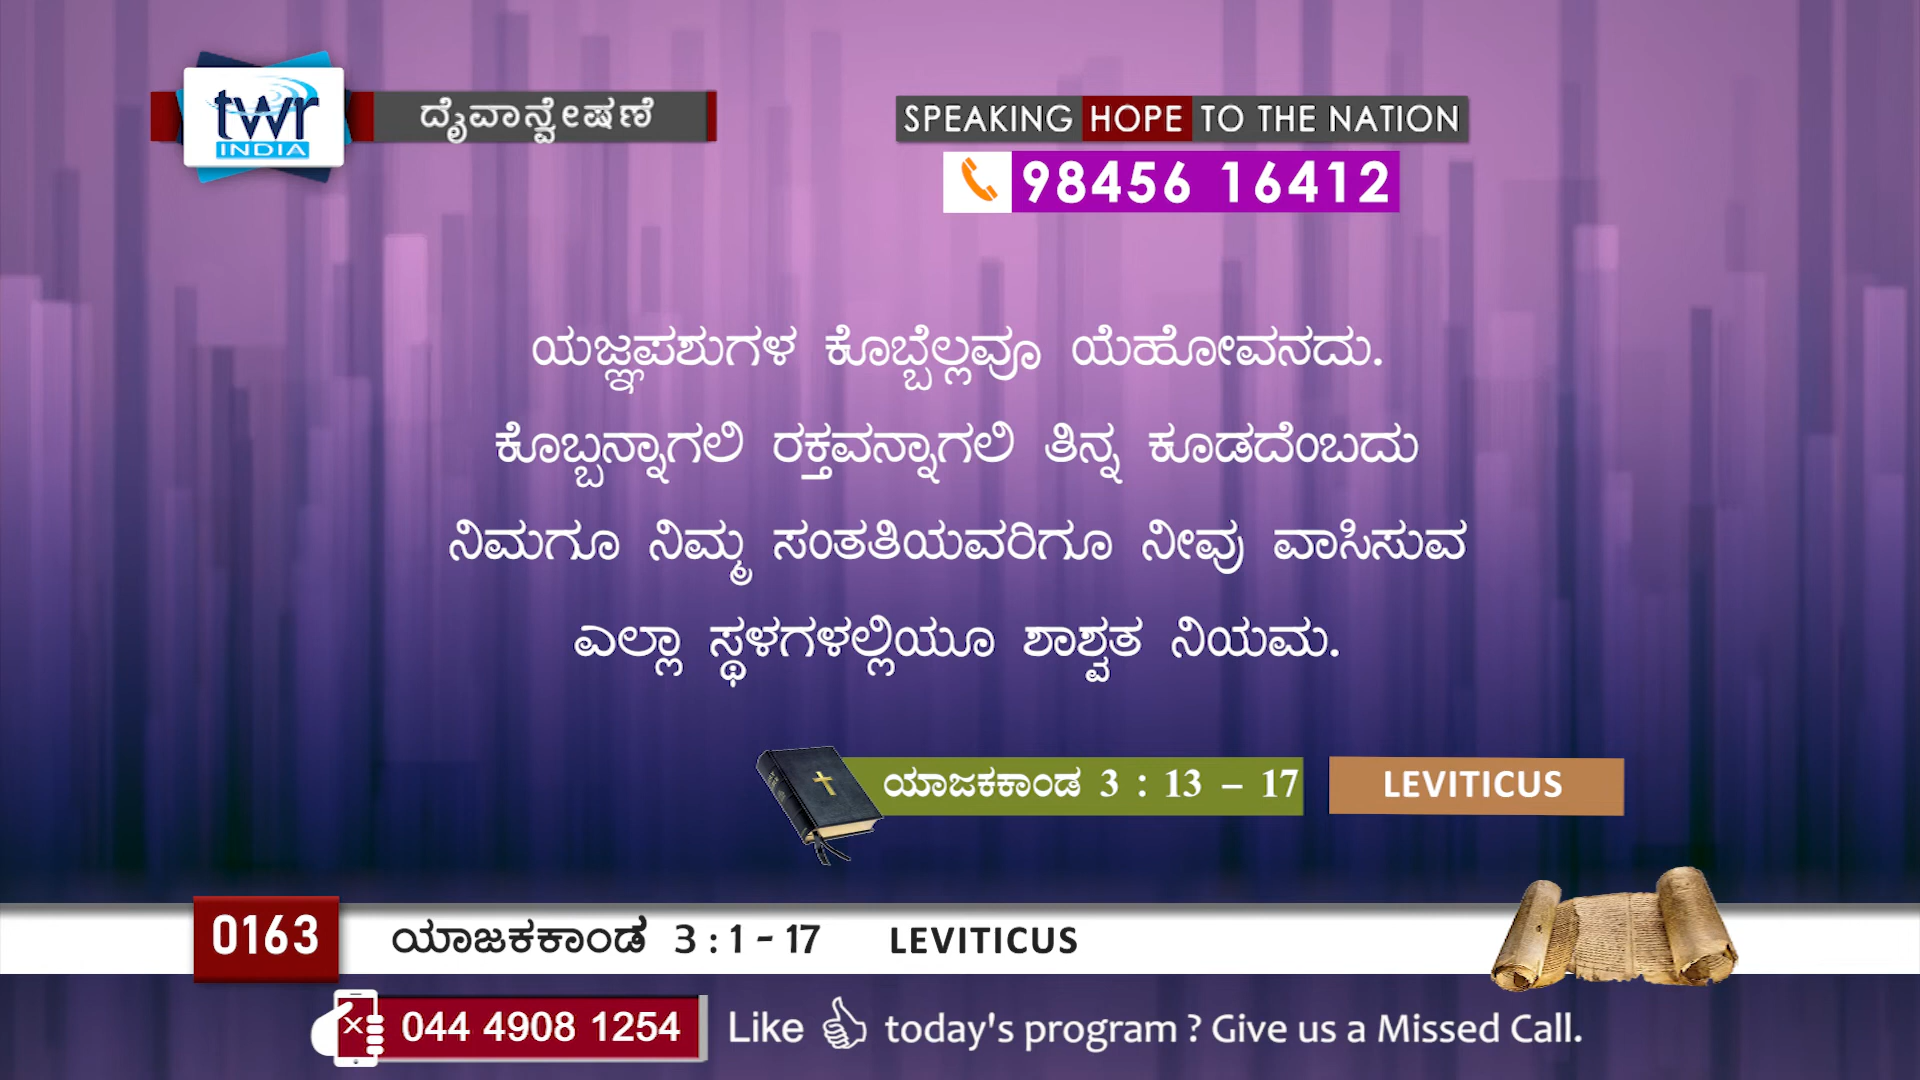 twr
INDIA
ದೈವಾನ್ವೇಷಣೆ
SPEAKING HOPE TO THE NATION
98456 16412
ಯಜ್ಞಪಶುಗಳ ಕೊಬ್ಬೆಲ್ಲವೂ ಯೆಹೋವನದು.
ಕೊಬ್ಬನ್ನಾಗಲಿ ರಕ್ತವನ್ನಾಗಲಿ ತಿನ್ನ ಕೂಡದೆಂಬದು
ನಿಮಗೂ ನಿಮ್ಮ ಸಂತತಿಯವರಿಗೂ ನೀವು ವಾಸಿಸುವ
ಎಲ್ಲಾ ಸ್ಥಳಗಳಲ್ಲಿಯೂ ಶಾಶ್ವತ ನಿಯಮ.
ಯಾಜಕಕಾಂಡ 3 : 13 – 17 LEVITICUS
0163 ಯಾಜಕಕಾಂಡ 3 : 1 - 17 LEVITICUS
044 4908 1254 Like today's program ? Give us a Missed Call.